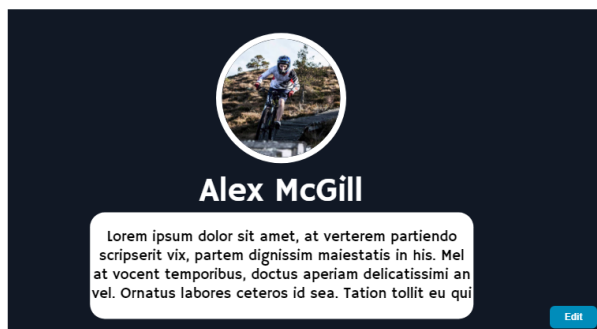 Alex McGill
Lorem ipsum dolor sit amet, at verterem partiendo
scripserit vix, partem dignissim maiestatis in his. Mel
at vocent temporibus, doctus aperiam delicatissimi an
vel. Ornatus labores ceteros id sea. Tation tollit eu qui
Edit